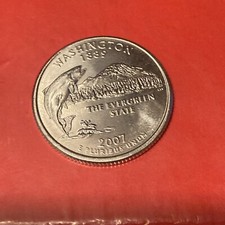 WASHINGTON
1889
THE EVERGREEN
STATE
2007
E PLURIBUS UNUM